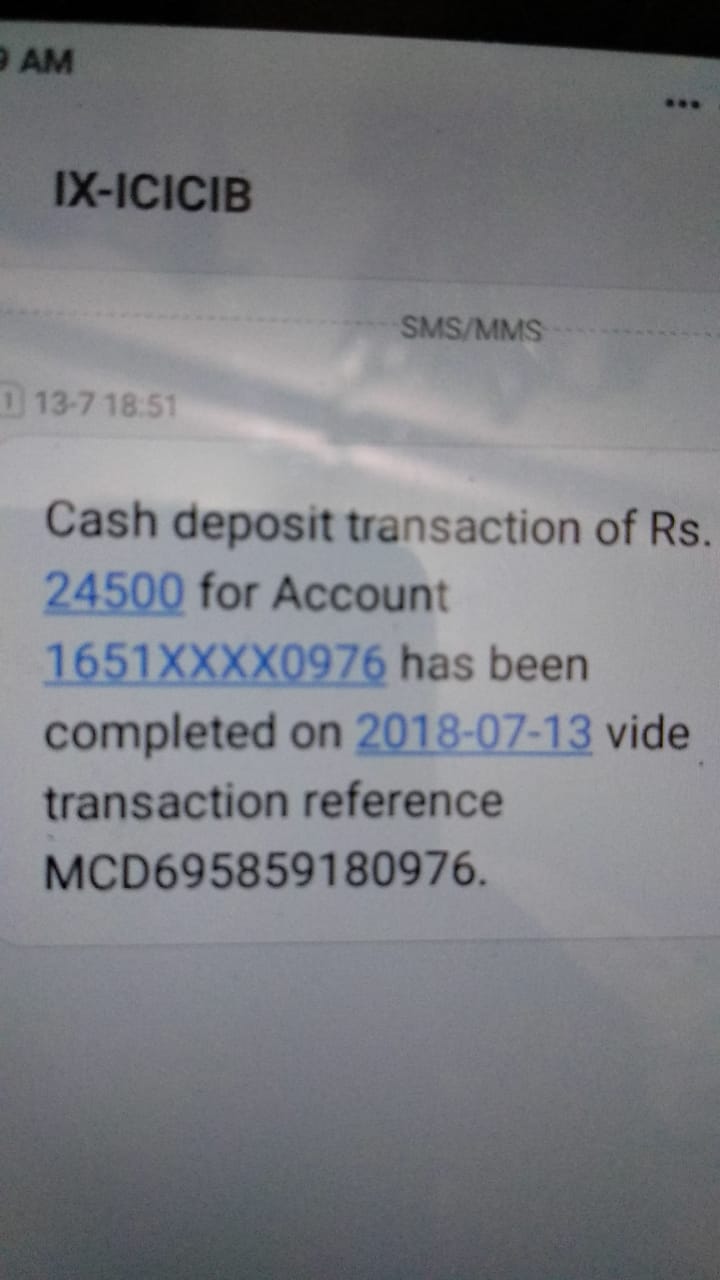 9 AM
IX-ICICIB
SMS/MMS
1 13-7 18:51
Cash deposit transaction of Rs.
24500 for Account
1651XXXX0976 has been
completed on 2018-07-13 vide
transaction reference
MCD695859180976.